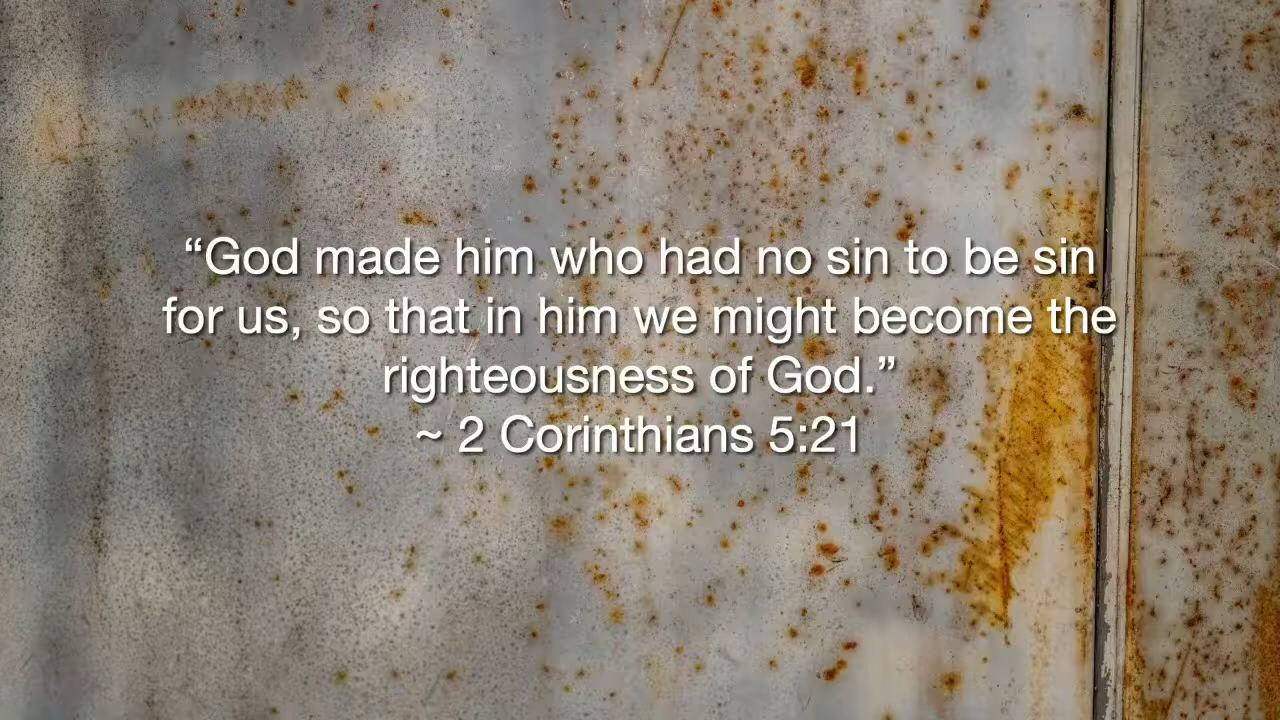 “God made him who had no sin to be sin
for us, so that in him we might become the
righteousness of God.”
~ 2 Corinthians 5:21